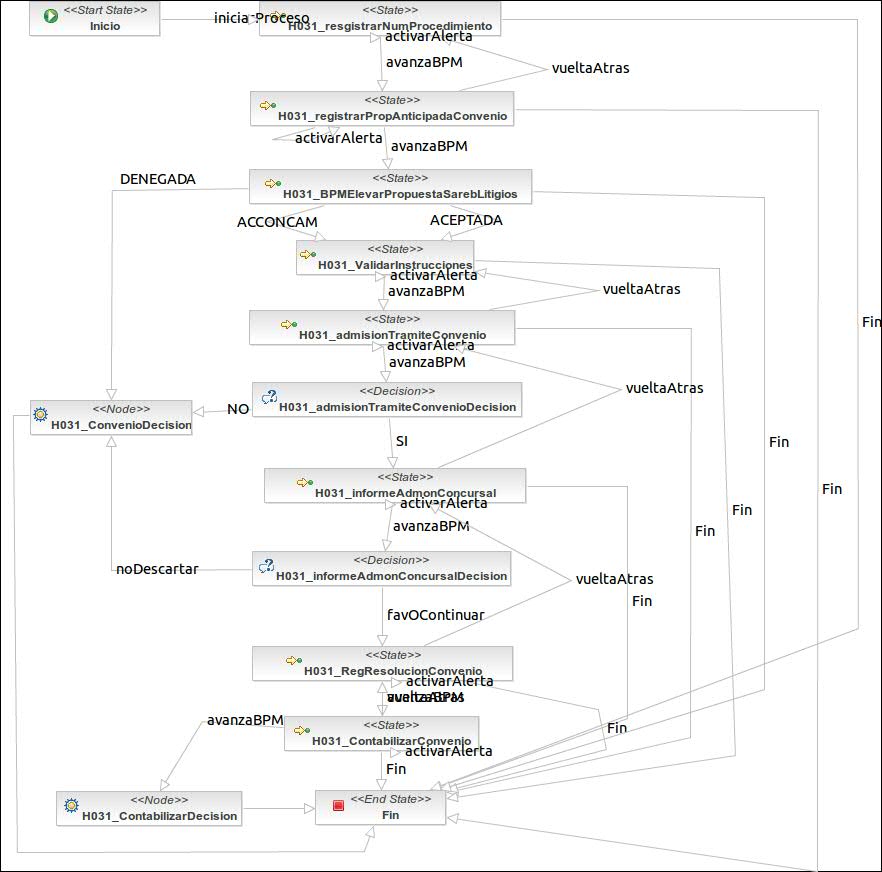 <<Start State>>
Inicio
iniciarProceso
H031_resgistrarNumProcedimiento
activarAlerta
avanzaBPM
vueltaAtras
<<State>>
H031_registrarPropAnticipadaConvenio
activarAlerta
avanzaBPM
DENEGADA
<<State>>
H031_BPMElevarPropuestaSarebLitigios
ACCONCAM
ACEPTADA
<<State>>
H031_ValidarInstrucciones
activarAlerta
avanzaBPM
vueltaAtras
<<State>>
H031_admisionTramiteConvenio
Fin
activarAlerta
avanzaBPM
vueltaAtras
<<Decision>>
H031_admisionTramiteConvenioDecision
NO
<<Node>>
H031_ConvenioDecision
SI
Fin
<<State>>
H031_informeAdmonConcursal
Fin
activarAlerta
Fin
avanzaBPM
Fin
<<Decision>>
H031_informeAdmonConcursalDecision
noDescartar
vueltaAtras
Fin
favOContinuar
<<State>>
H031_RegResolucionConvenio
activarAlerta
avanzaBPM
vueltaAtras
Fin
avanzaBPM
<<State>>
H031_ContabilizarConvenio
activarAlerta
Fin
<<Node>>
H031_ContabilizarDecision
<<End State>>
Fin